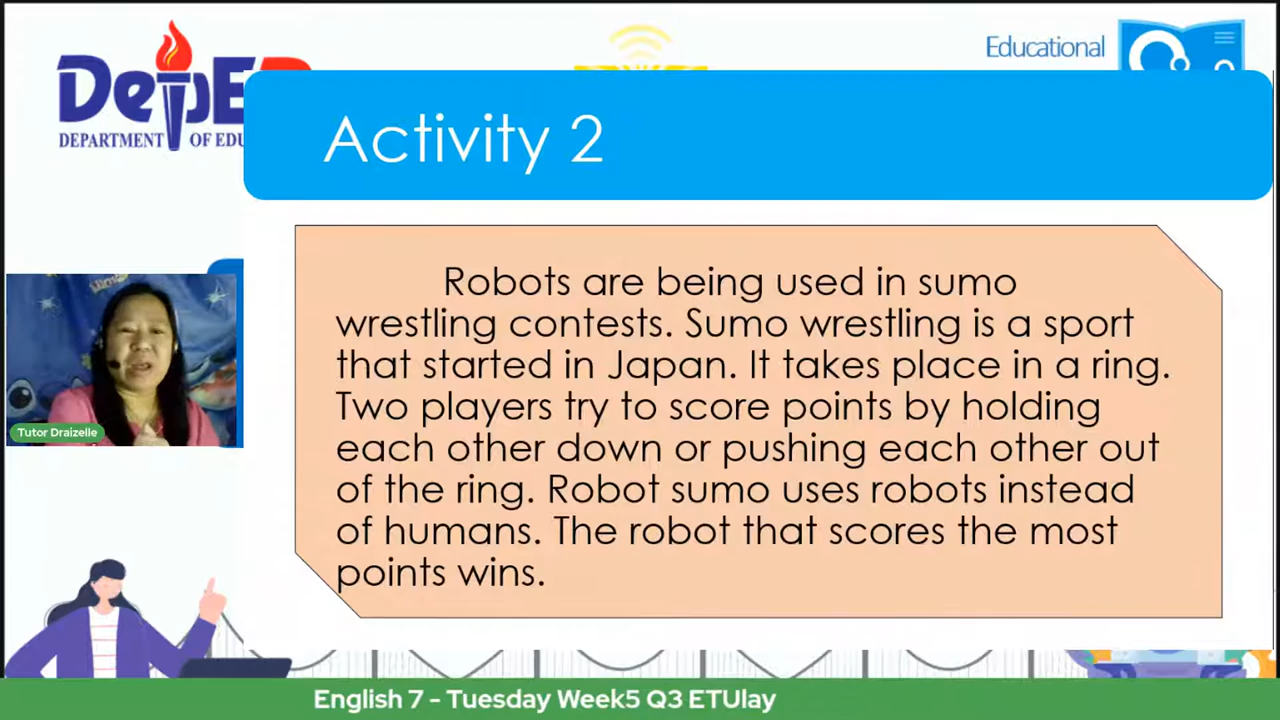 DepE
DEPARTMENT OF EDU
Educational
Activity 2
Robots are being used in sumo
wrestling contests. Sumo wrestling is a sport
that started in Japan. It takes place in a ring.
Two players try to score points by holding
each other down or pushing each other out
of the ring. Robot sumo uses robots instead
of humans. The robot that scores the most
points wins.
Tutor Draizelle
English 7 - Tuesday Week5 Q3 ETUlay